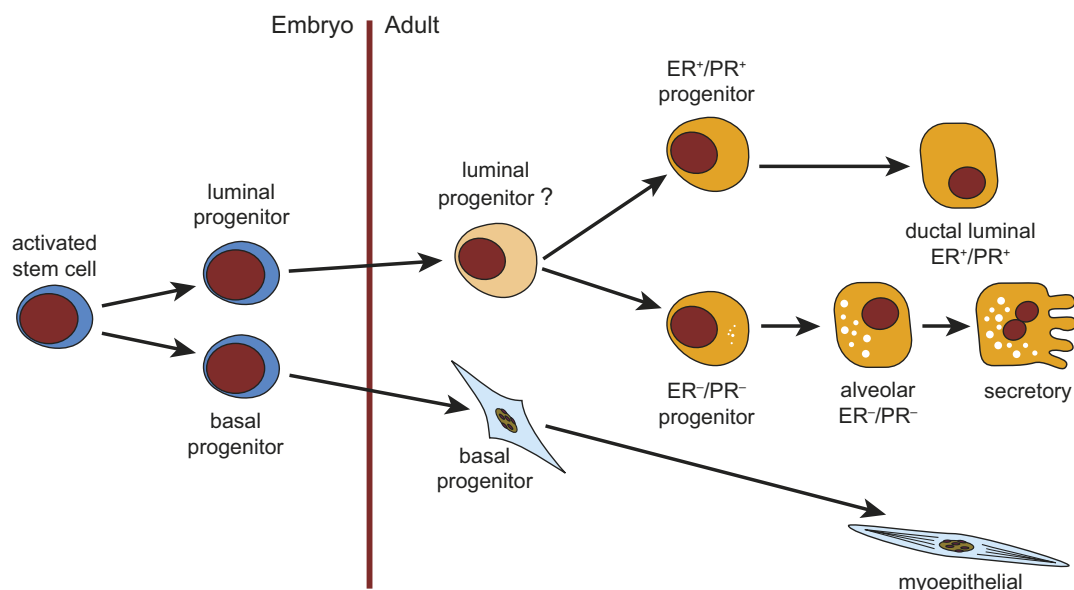 Embryo
Adult
activated
stem cell
luminal
progenitor
basal
progenitor
luminal
progenitor ?
basal
progenitor
ER⁺/PR⁺
progenitor
ductal luminal
ER⁺/PR⁺
ER⁻/PR⁻
progenitor
alveolar
ER⁻/PR⁻
secretory
myoepithelial